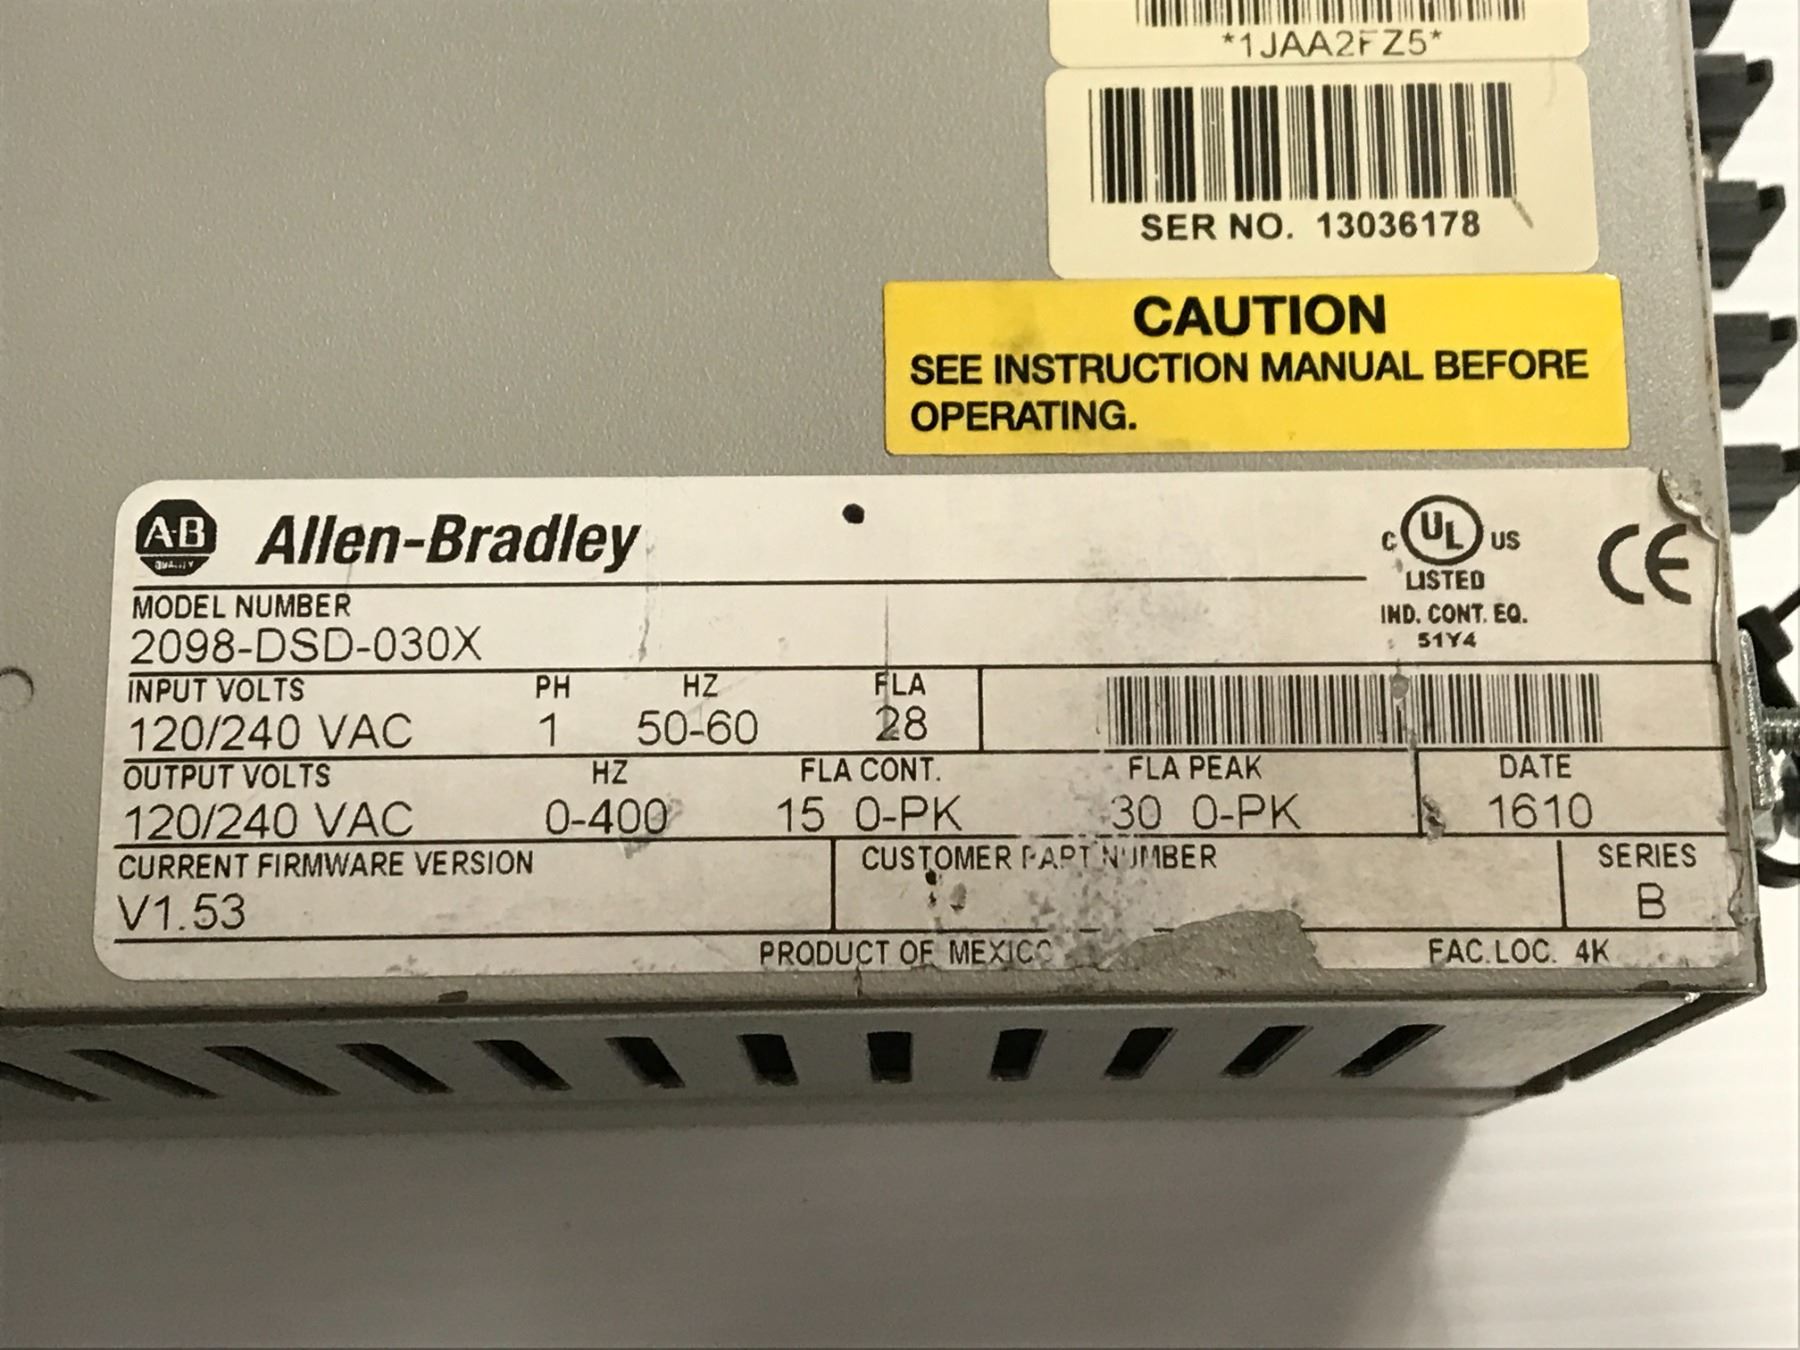 *1JAA2FZ5*
SER NO. 13036178
CAUTION
SEE INSTRUCTION MANUAL BEFORE
OPERATING.
A-B
QUALITY
Allen-Bradley
C UL US
LISTED
IND. CONT. EQ.
51Y4
CE
MODEL NUMBER
2098-DSD-030X
INPUT VOLTS PH HZ FLA
120/240 VAC 1 50-60 28
OUTPUT VOLTS HZ FLA CONT. FLA PEAK DATE
120/240 VAC 0-400 15 0-PK 30 0-PK 1610
CURRENT FIRMWARE VERSION CUSTOMER PART NUMBER SERIES
V1.53 B
PRODUCT OF MEXICO FAC.LOC. 4K